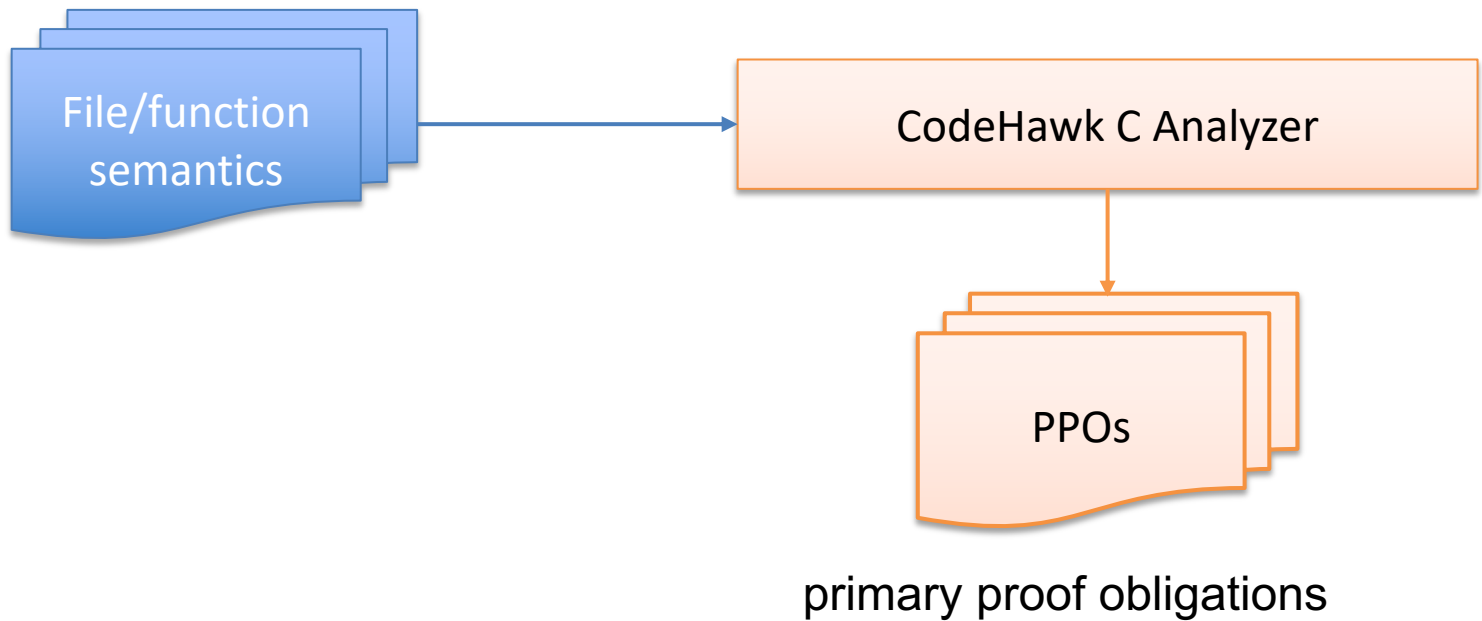 File/function
semantics
CodeHawk C Analyzer
PPOs
primary proof obligations